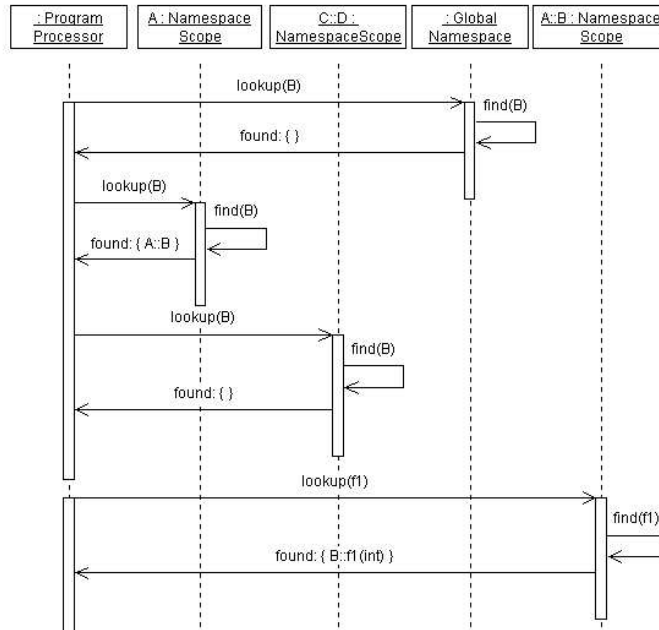 : Program
Processor
A : Namespace
Scope
C::D :
NamespaceScope
: Global
Namespace
A::B : Namespace
Scope
lookup(B)
find(B)
found: { }
lookup(B)
find(B)
found: { A::B }
lookup(B)
find(B)
found: { }
lookup(f1)
find(f1)
found: { B::f1(int) }